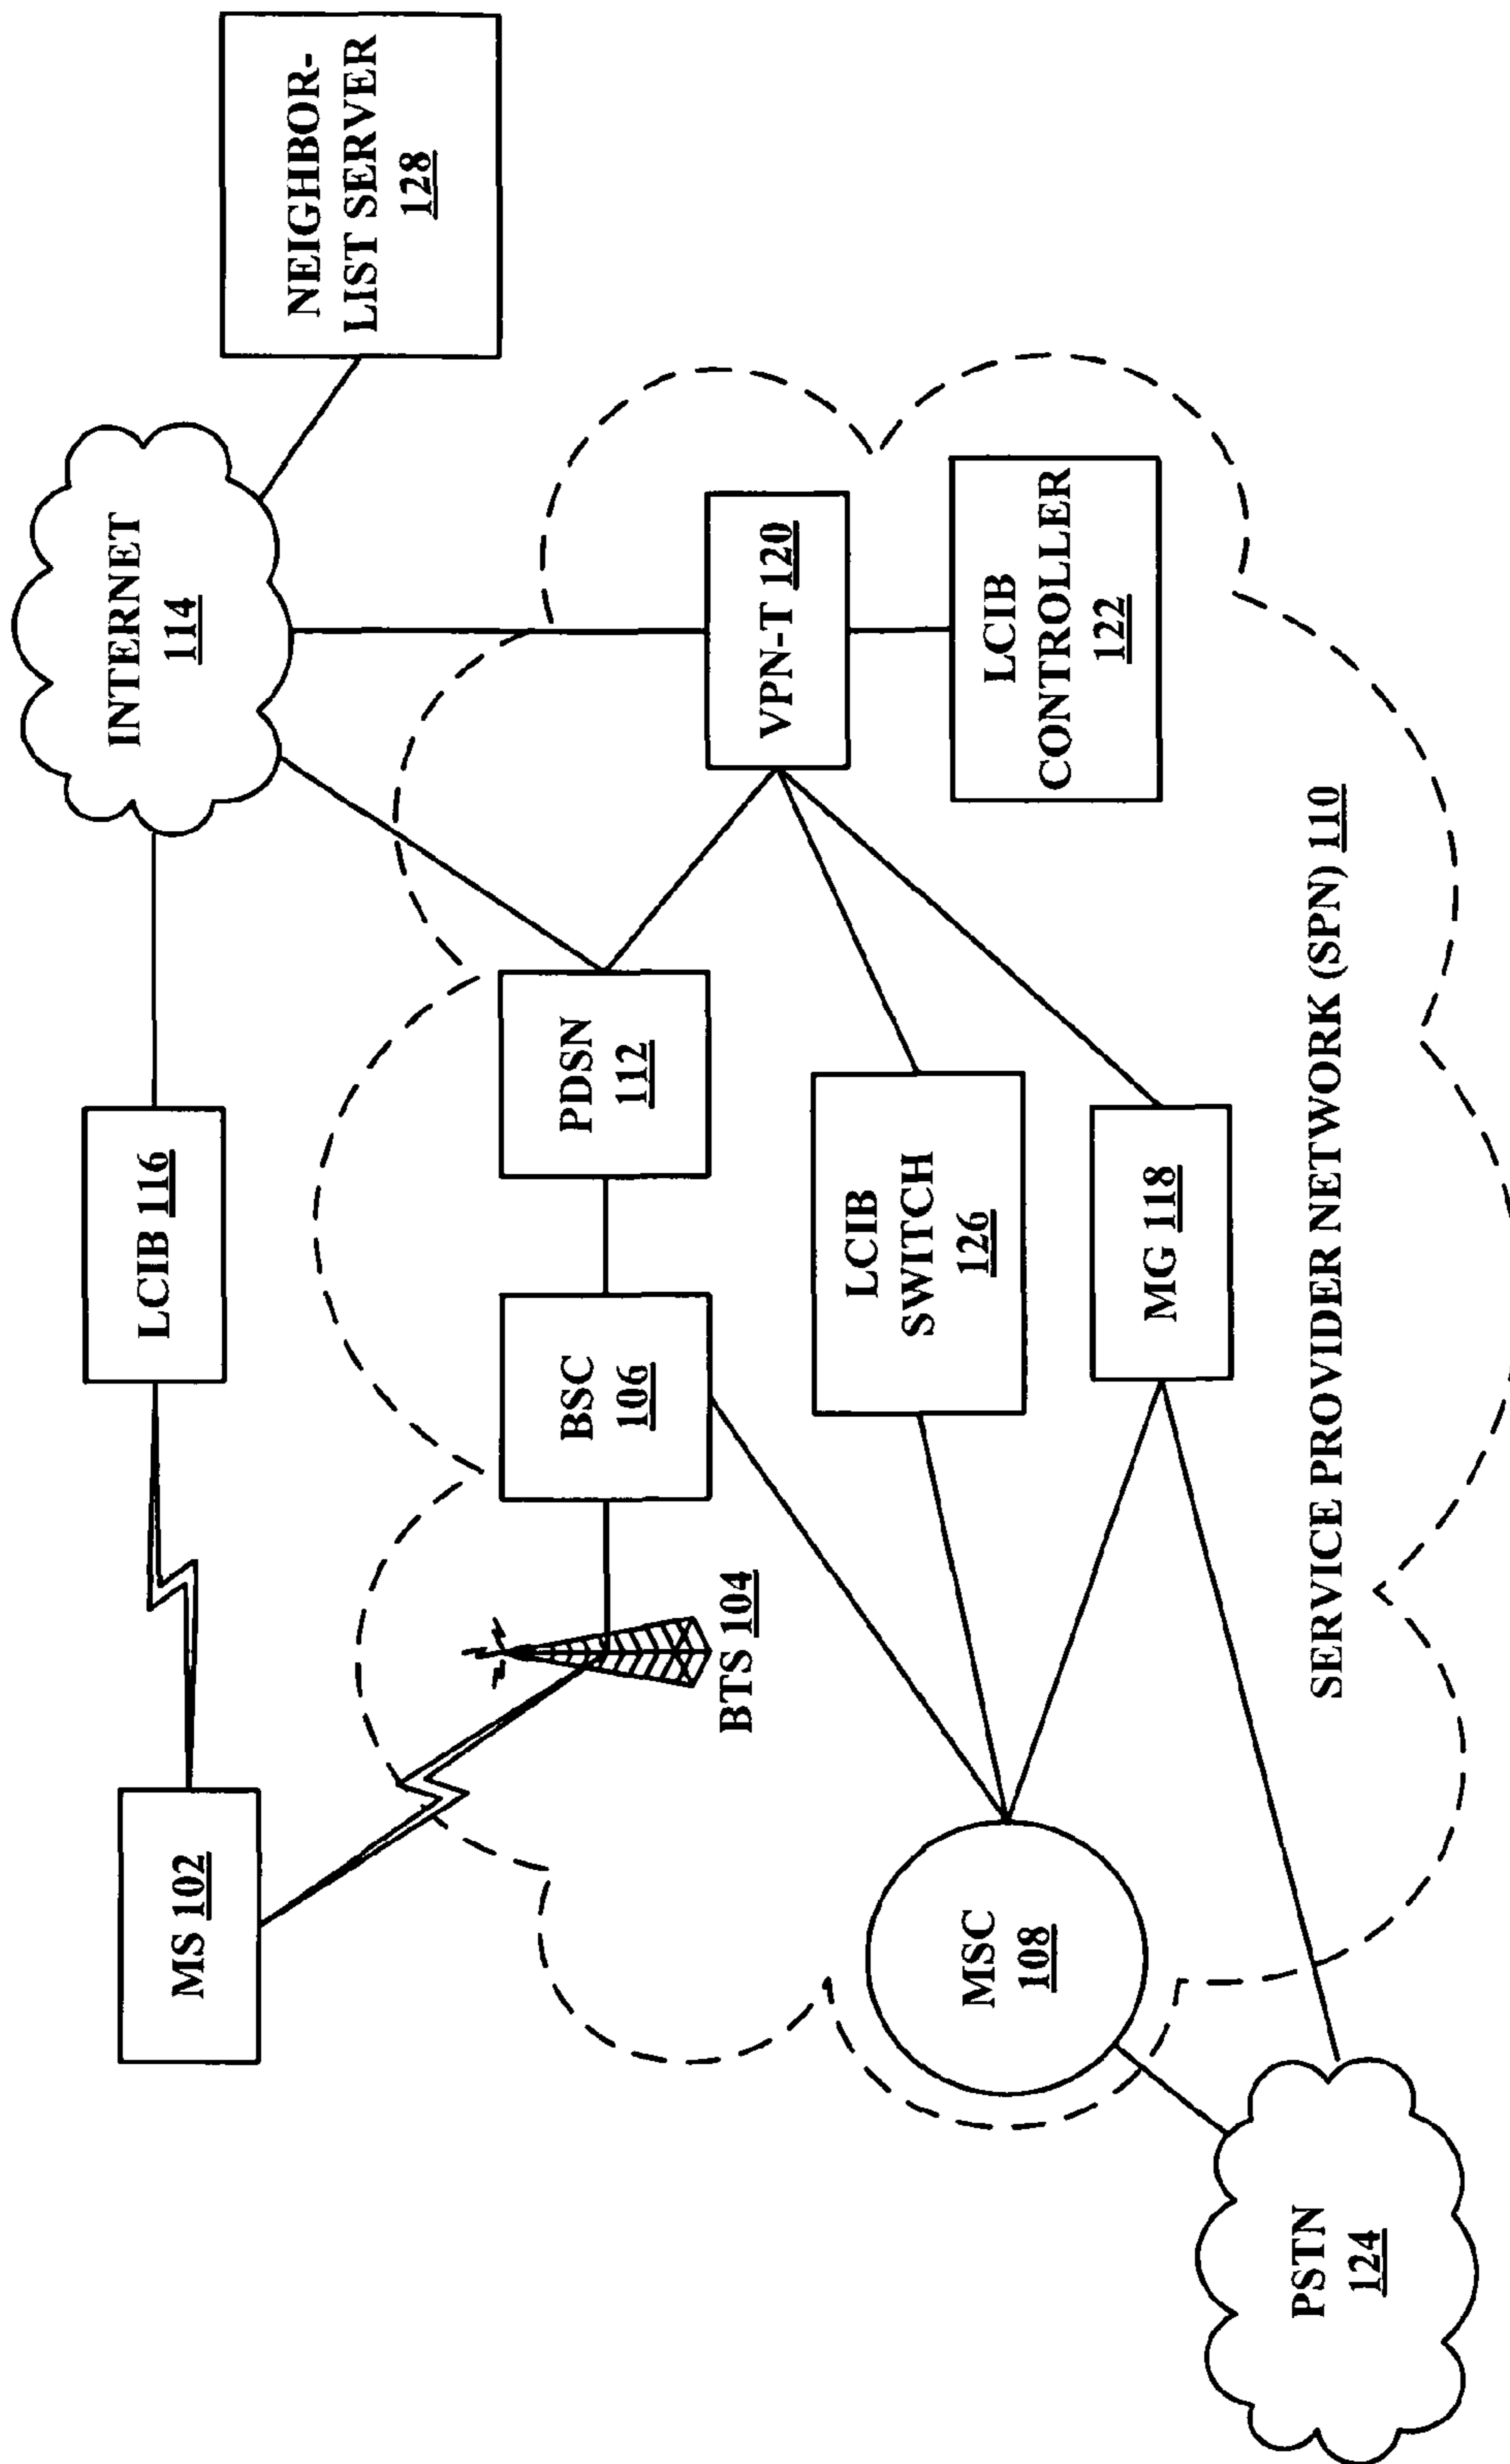 INTERNET
114
NEIGHBOR-
LIST SERVER
128
LCIB 116
MS 102
PDSN
112
BSC
106
BTS 104
VPN-T 120
LCIB
CONTROLLER
122
LCIB
SWITCH
126
MG 118
MSC
108
PSTN
124
SERVICE PROVIDER NETWORK (SPN) 110